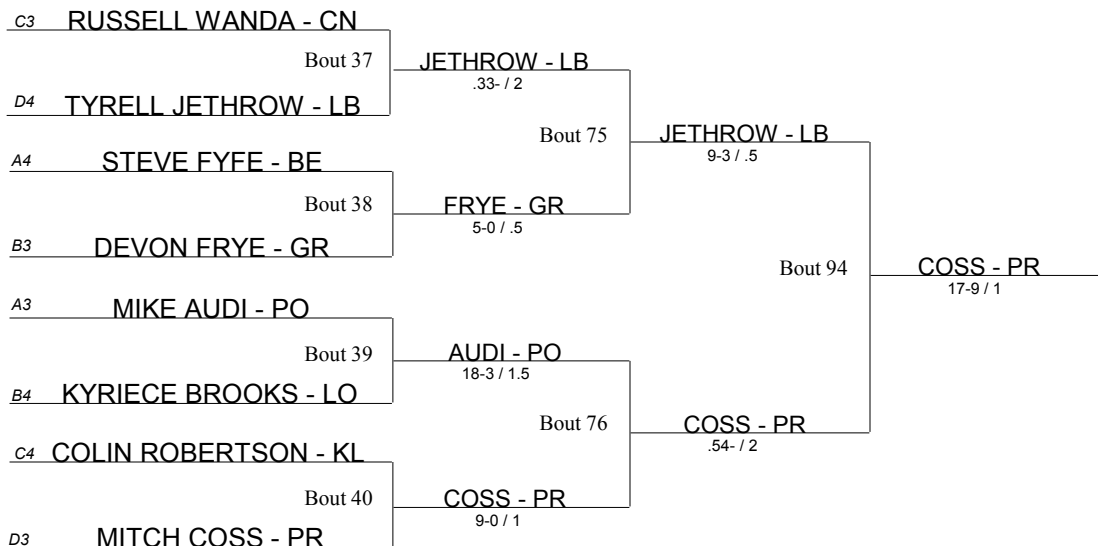 C3 RUSSELL WANDA - CN
Bout 37
JETHROW - LB
.33- / 2
D4 TYRELL JETHROW - LB
Bout 75
JETHROW - LB
9-3 / .5
A4 STEVE FYFE - BE
Bout 38
FRYE - GR
5-0 / .5
B3 DEVON FRYE - GR
Bout 94
COSS - PR
17-9 / 1
A3 MIKE AUDI - PO
Bout 39
AUDI - PO
18-3 / 1.5
B4 KYRIECE BROOKS - LO
Bout 76
COSS - PR
.54- / 2
C4 COLIN ROBERTSON - KL
Bout 40
COSS - PR
9-0 / 1
D3 MITCH COSS - PR